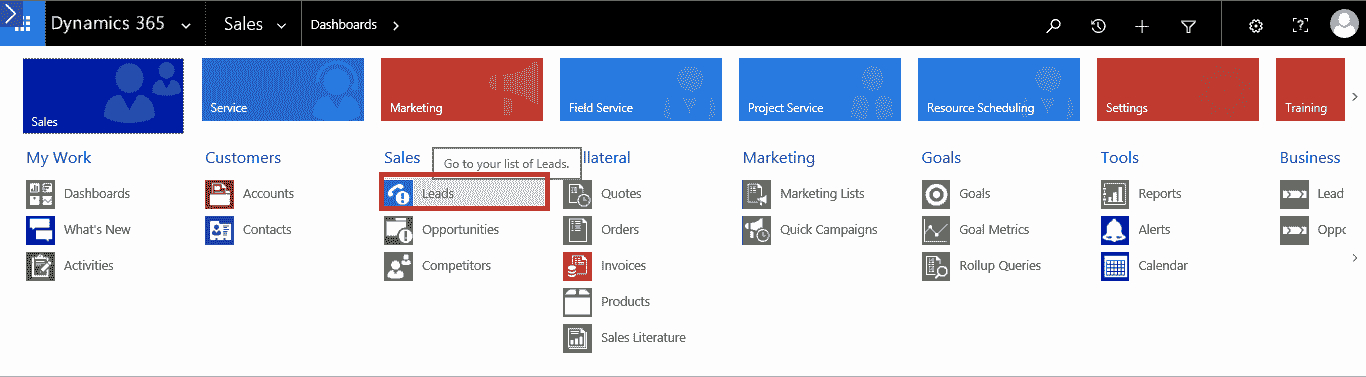 Dynamics 365 Sales Dashboards
Sales Service Marketing Field Service Project Service Resource Scheduling Settings Training
My Work Customers Sales Go to your list of Leads. llateral Marketing Goals Tools Business
Dashboards Accounts Leads Quotes Marketing Lists Goals Reports Lead
What's New Contacts Opportunities Orders Quick Campaigns Goal Metrics Alerts Oppo
Activities Competitors Invoices Rollup Queries Calendar
Products
Sales Literature